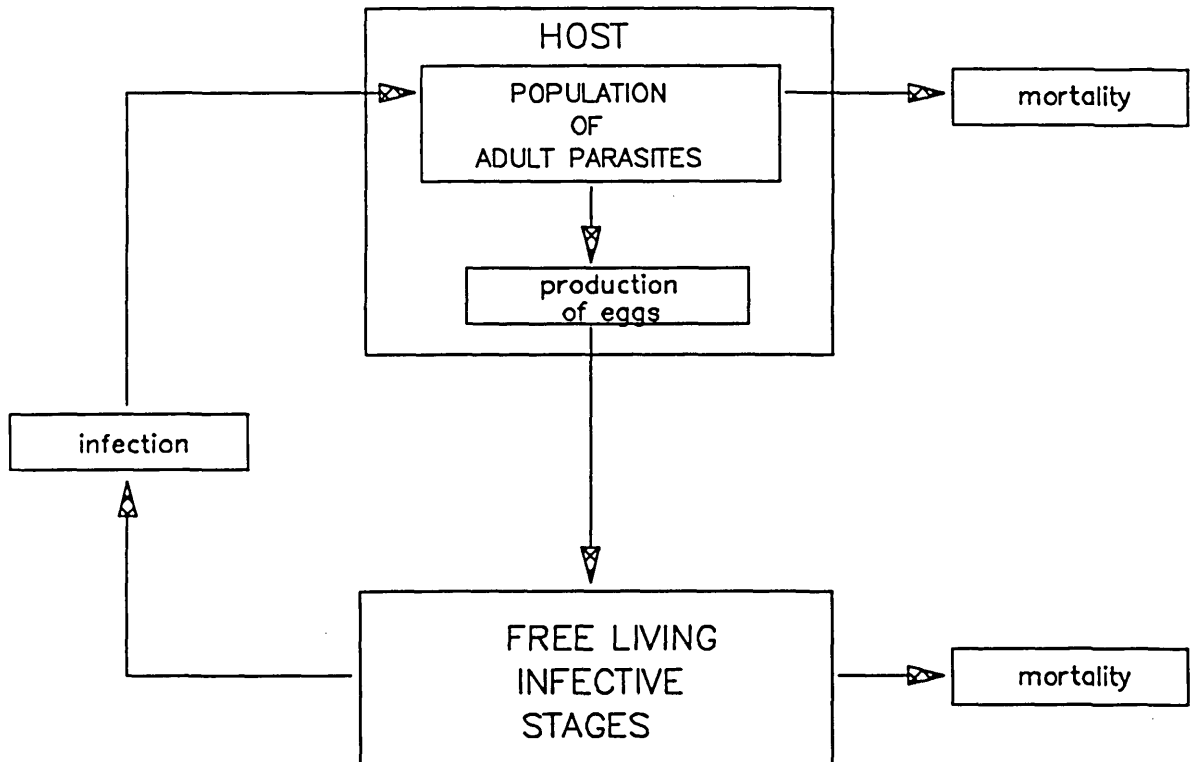 HOST
POPULATION
OF
ADULT PARASITES
mortality
production
of eggs
infection
FREE LIVING
INFECTIVE
STAGES
mortality